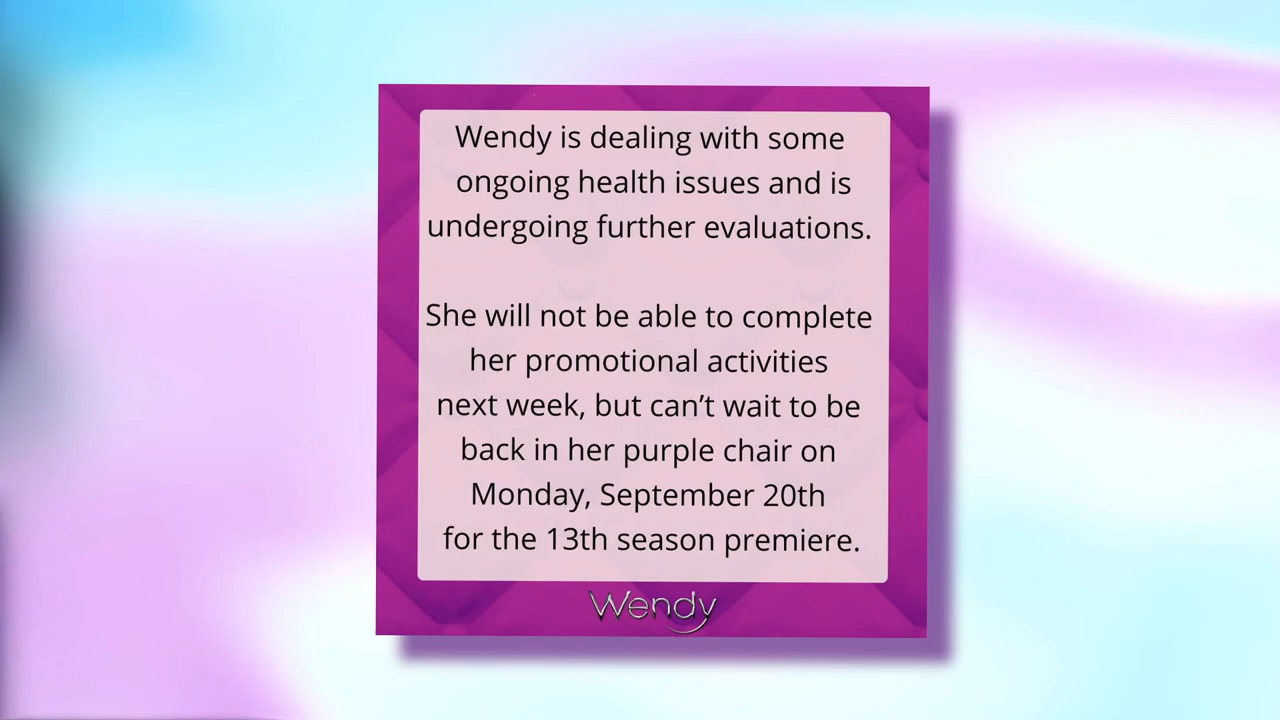 Wendy is dealing with some
ongoing health issues and is
undergoing further evaluations.
She will not be able to complete
her promotional activities
next week, but can’t wait to be
back in her purple chair on
Monday, September 20th
for the 13th season premiere.
Wendy